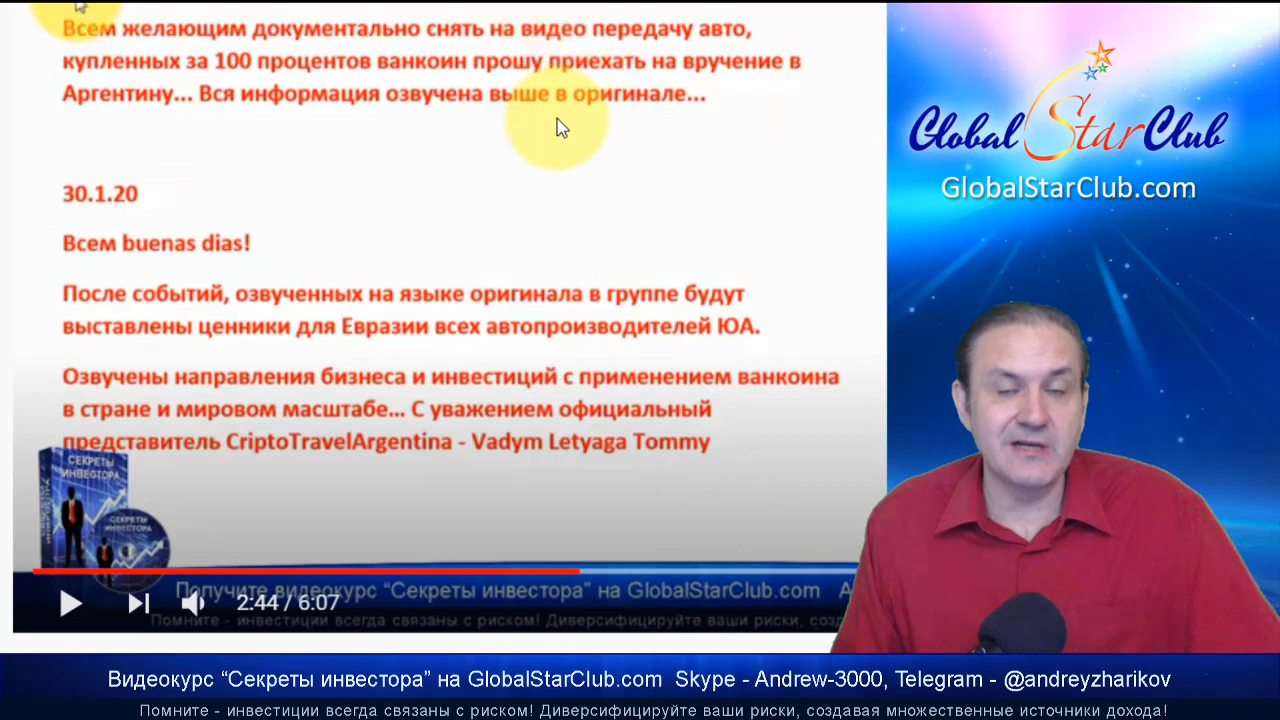 Всем желающим документально снять на видео передачу авто,
купленных за 100 процентов ванкоин прошу приехать на вручение в
Аргентину... Вся информация озвучена выше в оригинале...
30.1.20
Всем buenas dias!
После событий, озвученных на языке оригинала в группе будут
выставлены ценники для Евразии всех автопроизводителей ЮА.
Озвучены направления бизнеса и инвестиций с применением ванкоина
в стране и мировом масштабе... С уважением официальный
представитель CriptoTravelArgentina - Vadym Letyaga Tommy
СЕКРЕТЫ
ИНВЕСТОРА
СЕКРЕТЫ
ИНВЕСТОРА
Получите видеокурс “Секреты инвестора” на GlobalStarClub.com А
Помните - инвестиции всегда связаны с риском! Диверсифицируйте ваши риски, созд
2:44 / 6:07
Global Star Club
GlobalStarClub.com
Видеокурс “Секреты инвестора” на GlobalStarClub.com Skype - Andrew-3000, Telegram - @andreyzharikov
Помните - инвестиции всегда связаны с риском! Диверсифицируйте ваши риски, создавая множественные источники дохода!